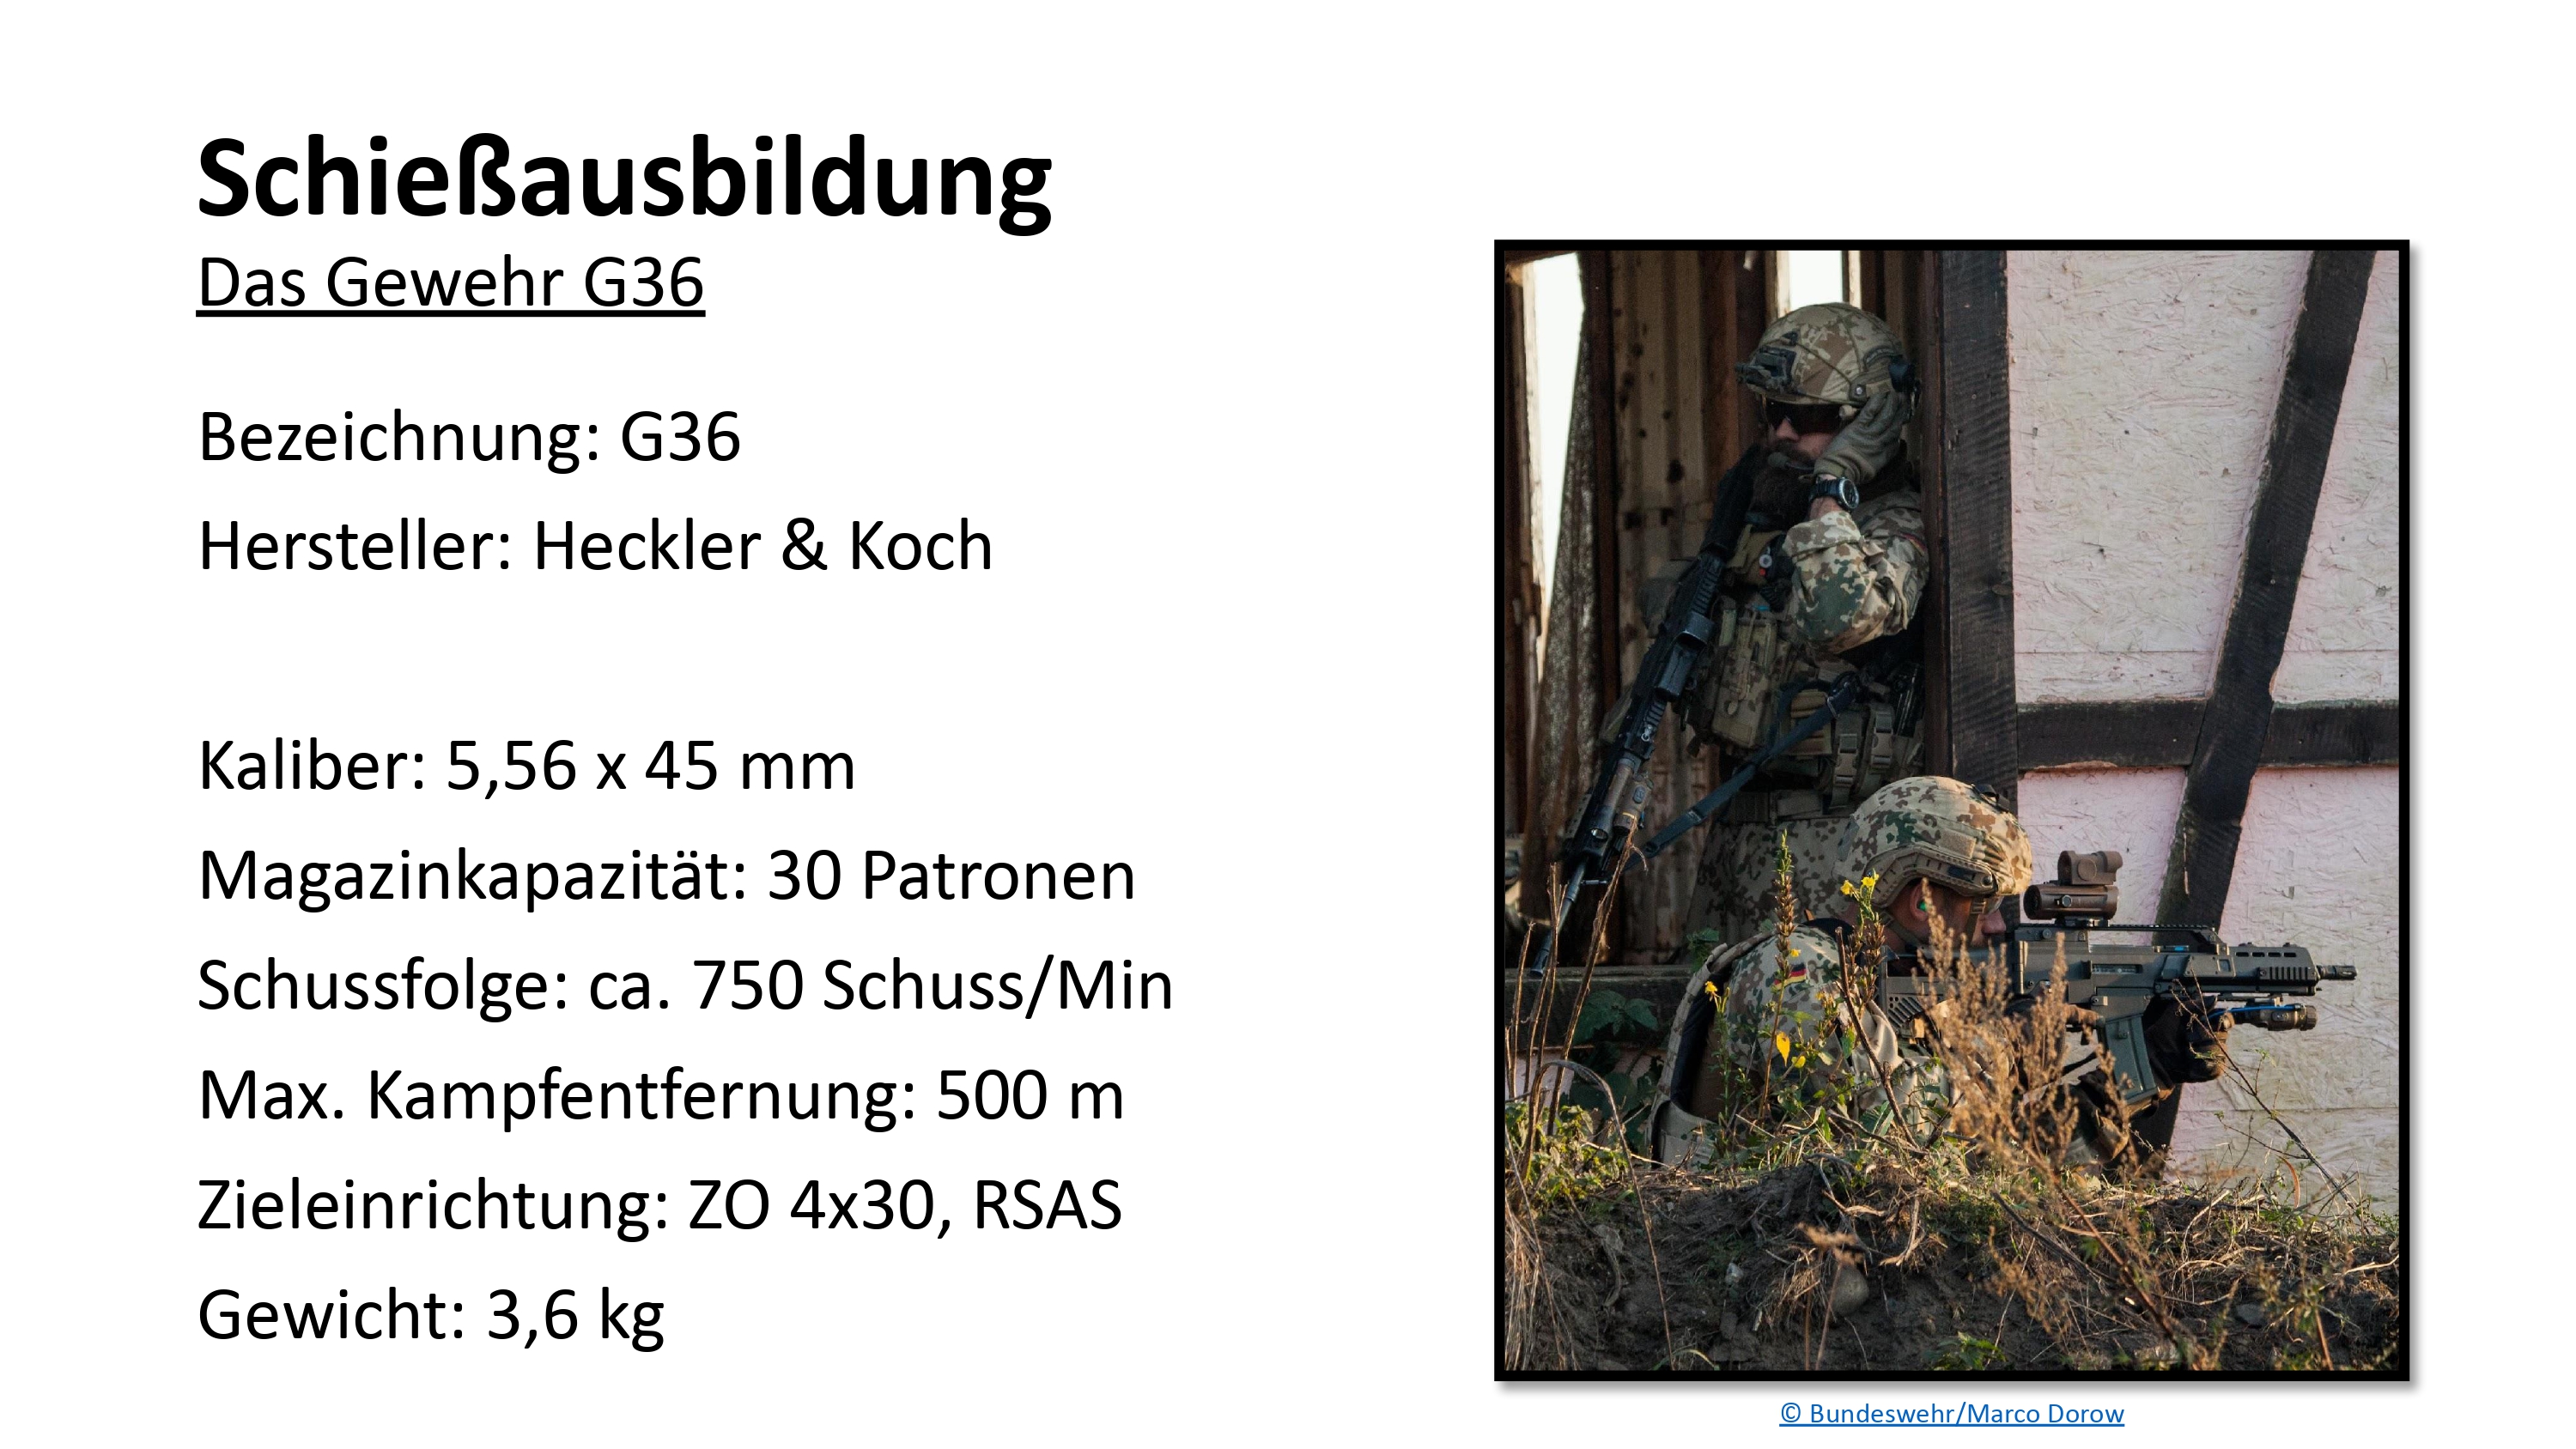 Schießausbildung
Das Gewehr G36
Bezeichnung: G36
Hersteller: Heckler & Koch
Kaliber: 5,56 x 45 mm
Magazinkapazität: 30 Patronen
Schussfolge: ca. 750 Schuss/Min
Max. Kampfentfernung: 500 m
Zieleinrichtung: ZO 4x30, RSAS
Gewicht: 3,6 kg
© Bundeswehr/Marco Dorow